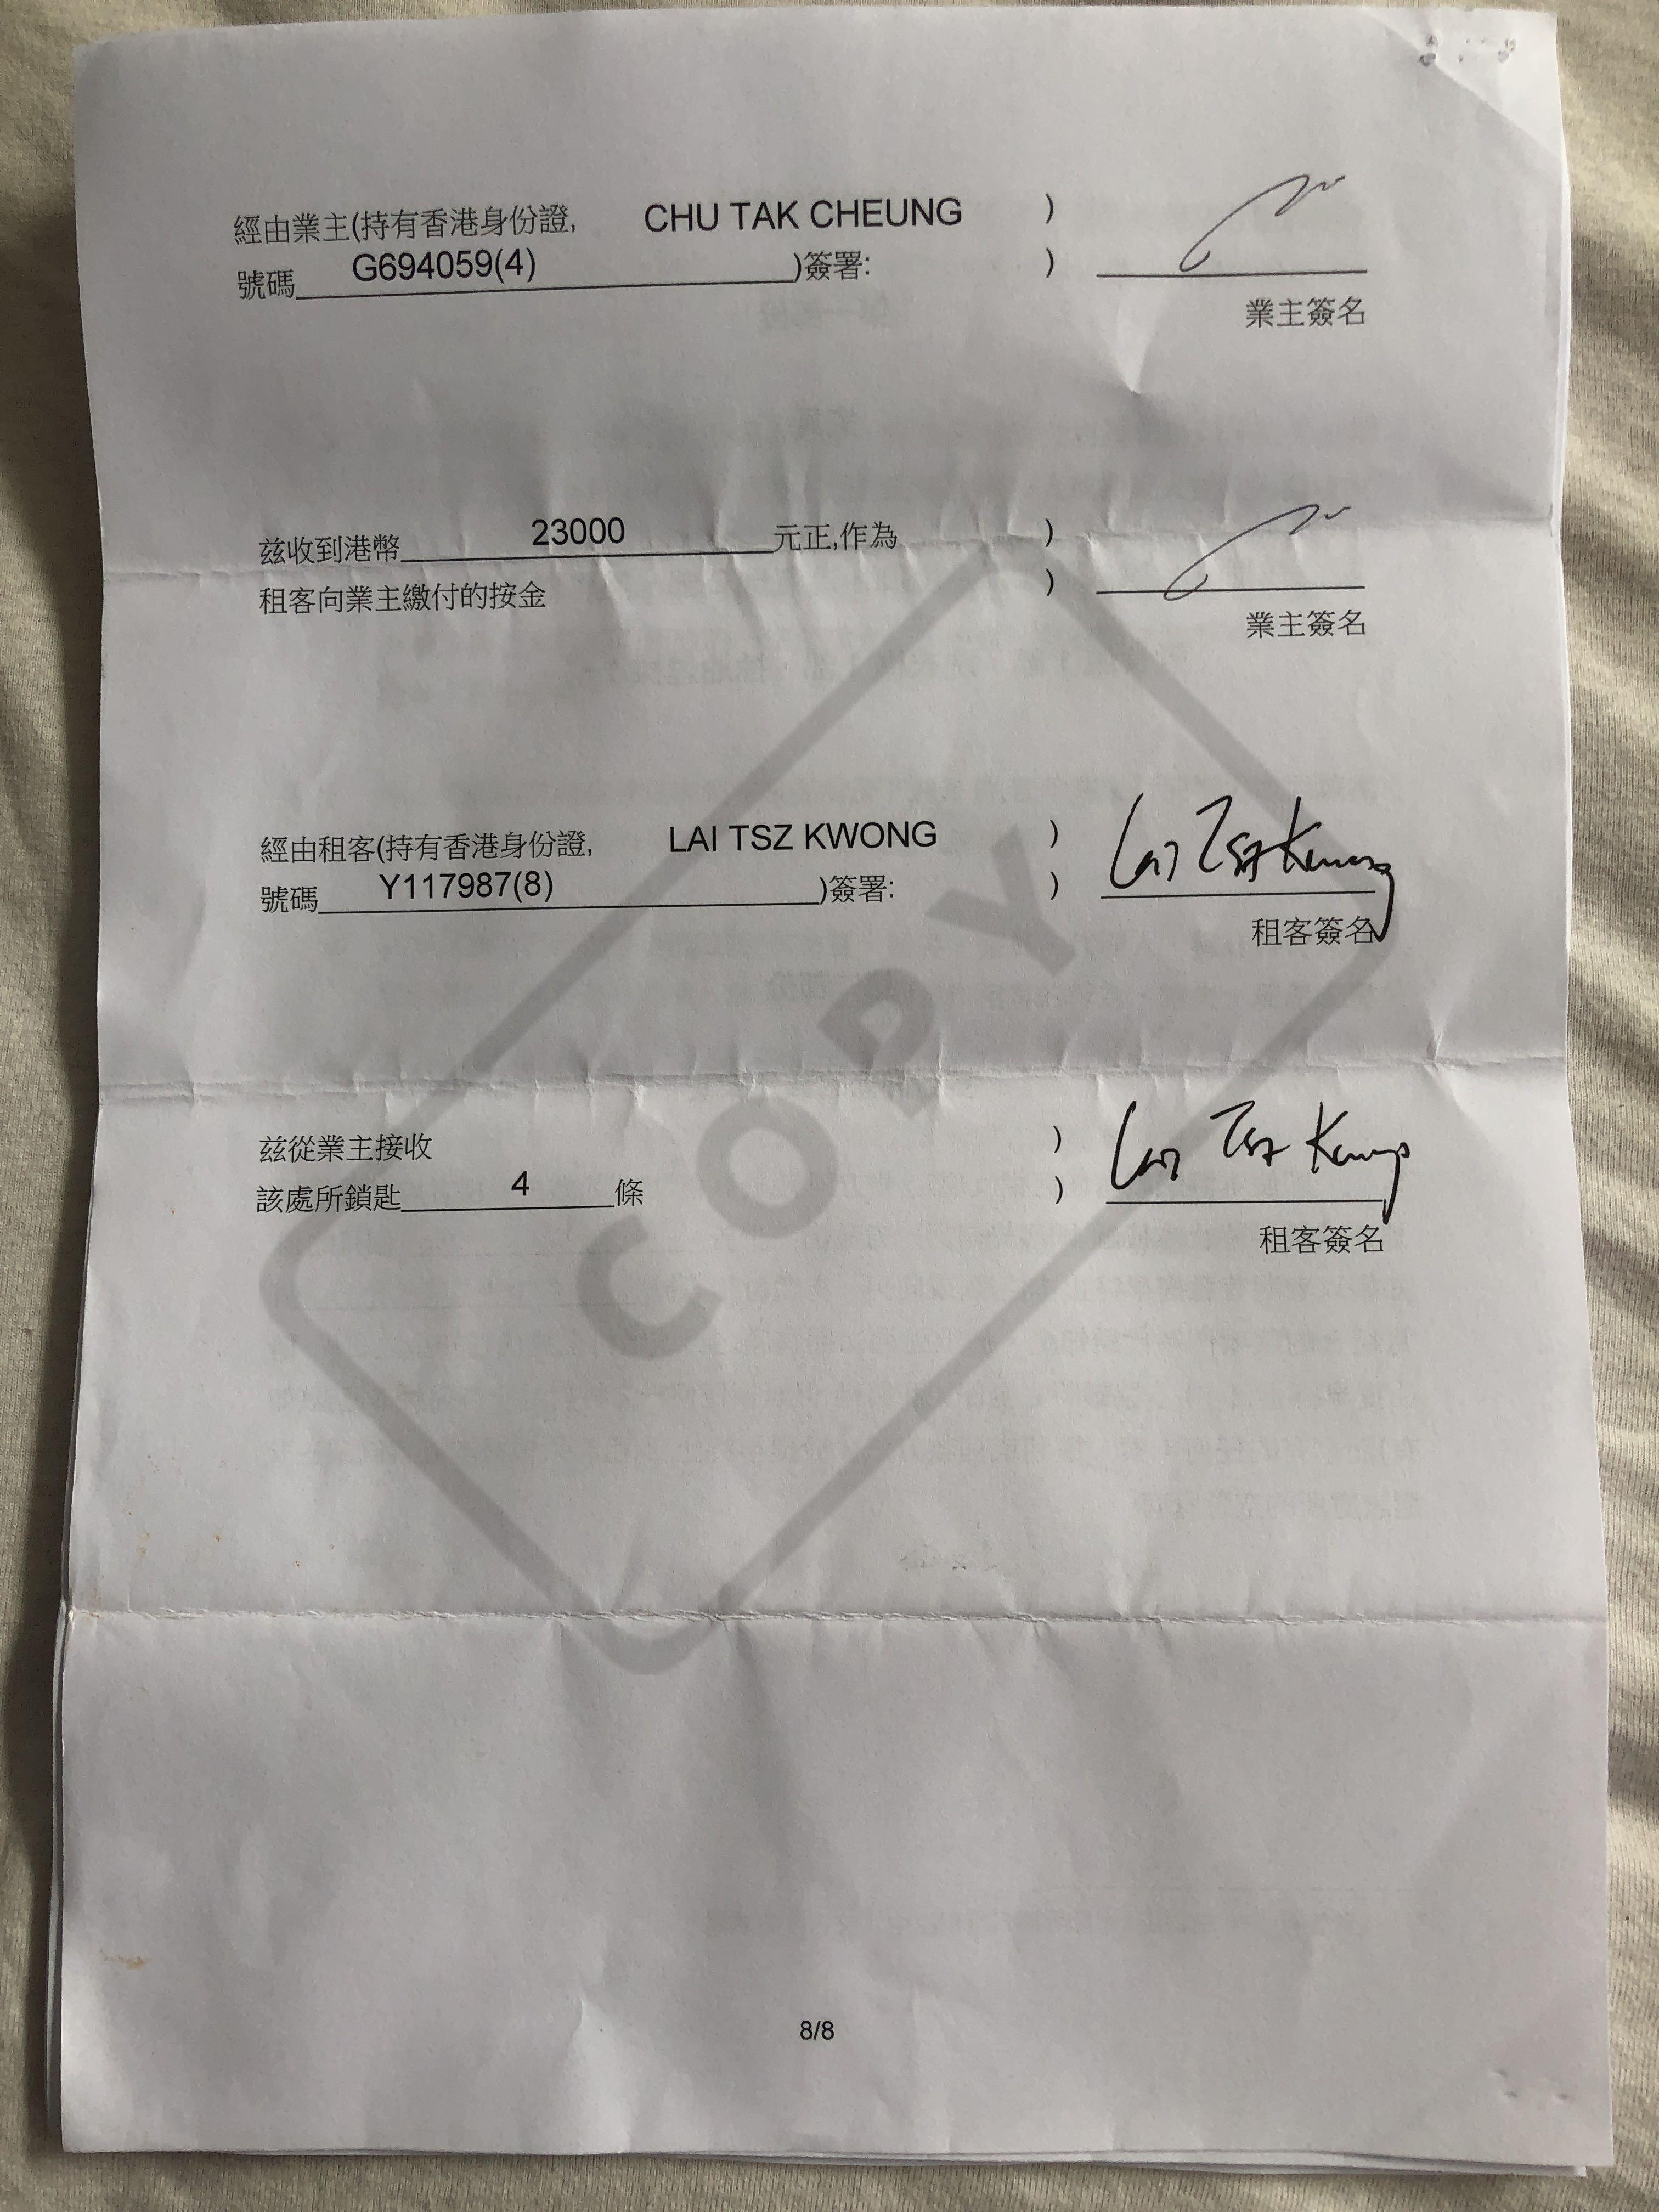 經由業主(持有香港身份證, CHU TAK CHEUNG )
號碼 G694059(4) )簽署: )
業主簽名
茲收到港幣 23000 元正,作為 )
租客向業主繳付的按金 )
業主簽名
經由租客(持有香港身份證, LAI TSZ KWONG ) Lai Tsz Kwong
號碼 Y117987(8) )簽署: )
租客簽名
茲從業主接收 ) Lai Tsz Kwong
該處所鎖匙 4 條 )
租客簽名
COPY
8/8